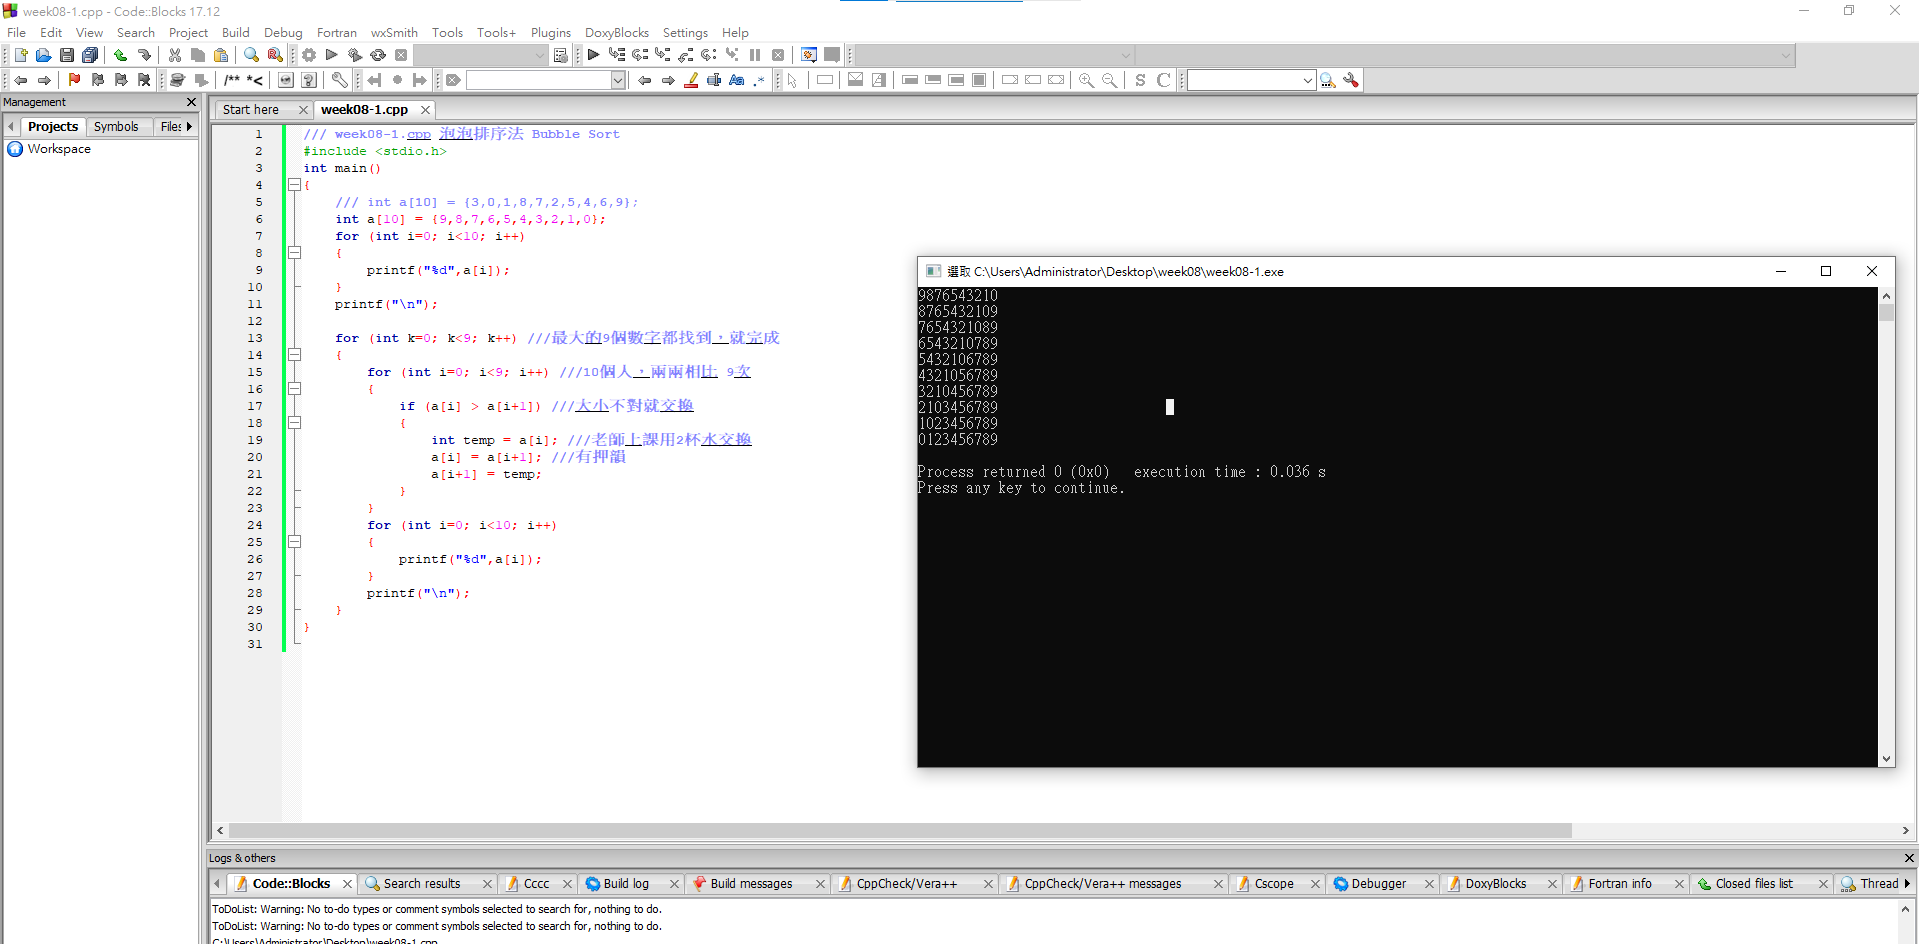 week08-1.cpp - Code::Blocks 17.12
File Edit View Search Project Build Debug Fortran wxSmith Tools Tools+ Plugins DoxyBlocks Settings Help
/** *<
Management
Projects Symbols Files
Workspace
Start here week08-1.cpp
1 /// week08-1.cpp 泡泡排序法 Bubble Sort
2 #include <stdio.h>
3 int main()
4 {
5 /// int a[10] = {3,0,1,8,7,2,5,4,6,9};
6 int a[10] = {9,8,7,6,5,4,3,2,1,0};
7 for (int i=0; i<10; i++)
8 {
9 printf("%d",a[i]);
10 }
11 printf("\n");
12
13 for (int k=0; k<9; k++) ///最大的9個數字都找到,就完成
14 {
15 for (int i=0; i<9; i++) ///10個人,兩兩相比 9次
16 {
17 if (a[i] > a[i+1]) ///大小不對就交換
18 {
19 int temp = a[i]; ///老師上課用2杯水交換
20 a[i] = a[i+1]; ///有押韻
21 a[i+1] = temp;
22 }
23 }
24 for (int i=0; i<10; i++)
25 {
26 printf("%d",a[i]);
27 }
28 printf("\n");
29 }
30 }
31
選取 C:\Users\Administrator\Desktop\week08\week08-1.exe
9876543210
8765432109
7654321089
6543210789
5432106789
4321056789
3210456789
2103456789
1023456789
0123456789
Process returned 0 (0x0) execution time : 0.036 s
Press any key to continue.
Logs & others
Code::Blocks Search results Cccc Build log Build messages CppCheck/Vera++ CppCheck/Vera++ messages Cscope Debugger DoxyBlocks Fortran info Closed files list Thread
ToDoList: Warning: No to-do types or comment symbols selected to search for, nothing to do.
ToDoList: Warning: No to-do types or comment symbols selected to search for, nothing to do.
C:\Users\Administrator\Desktop\week08-1.cpp